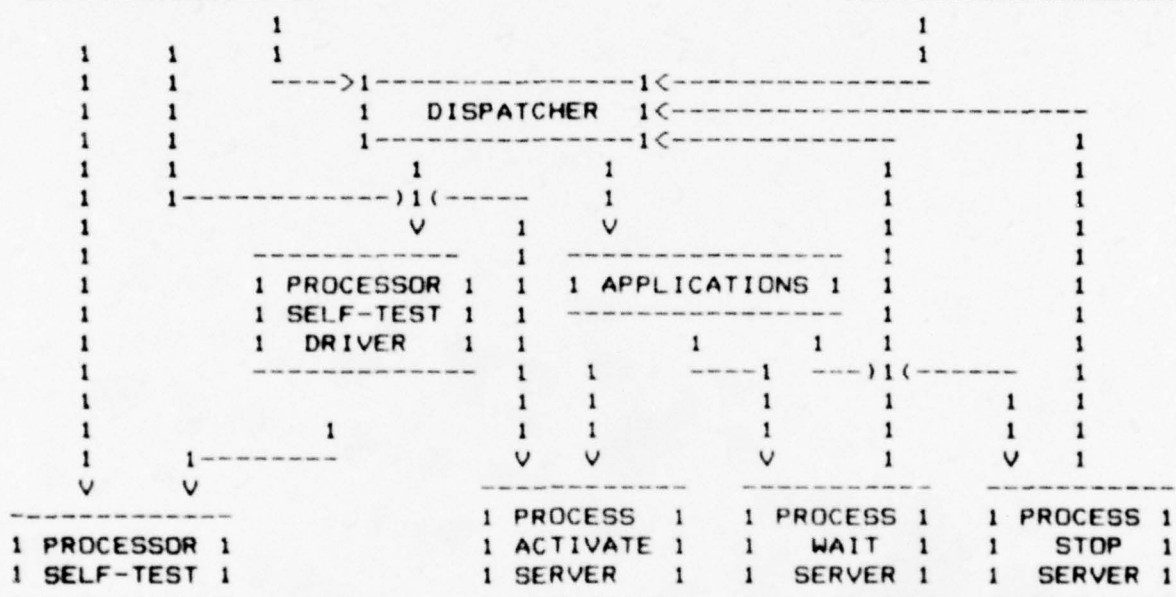 DISPATCHER
PROCESSOR
SELF-TEST
DRIVER
APPLICATIONS
PROCESSOR
SELF-TEST
PROCESS
ACTIVATE
SERVER
PROCESS
WAIT
SERVER
PROCESS
STOP
SERVER